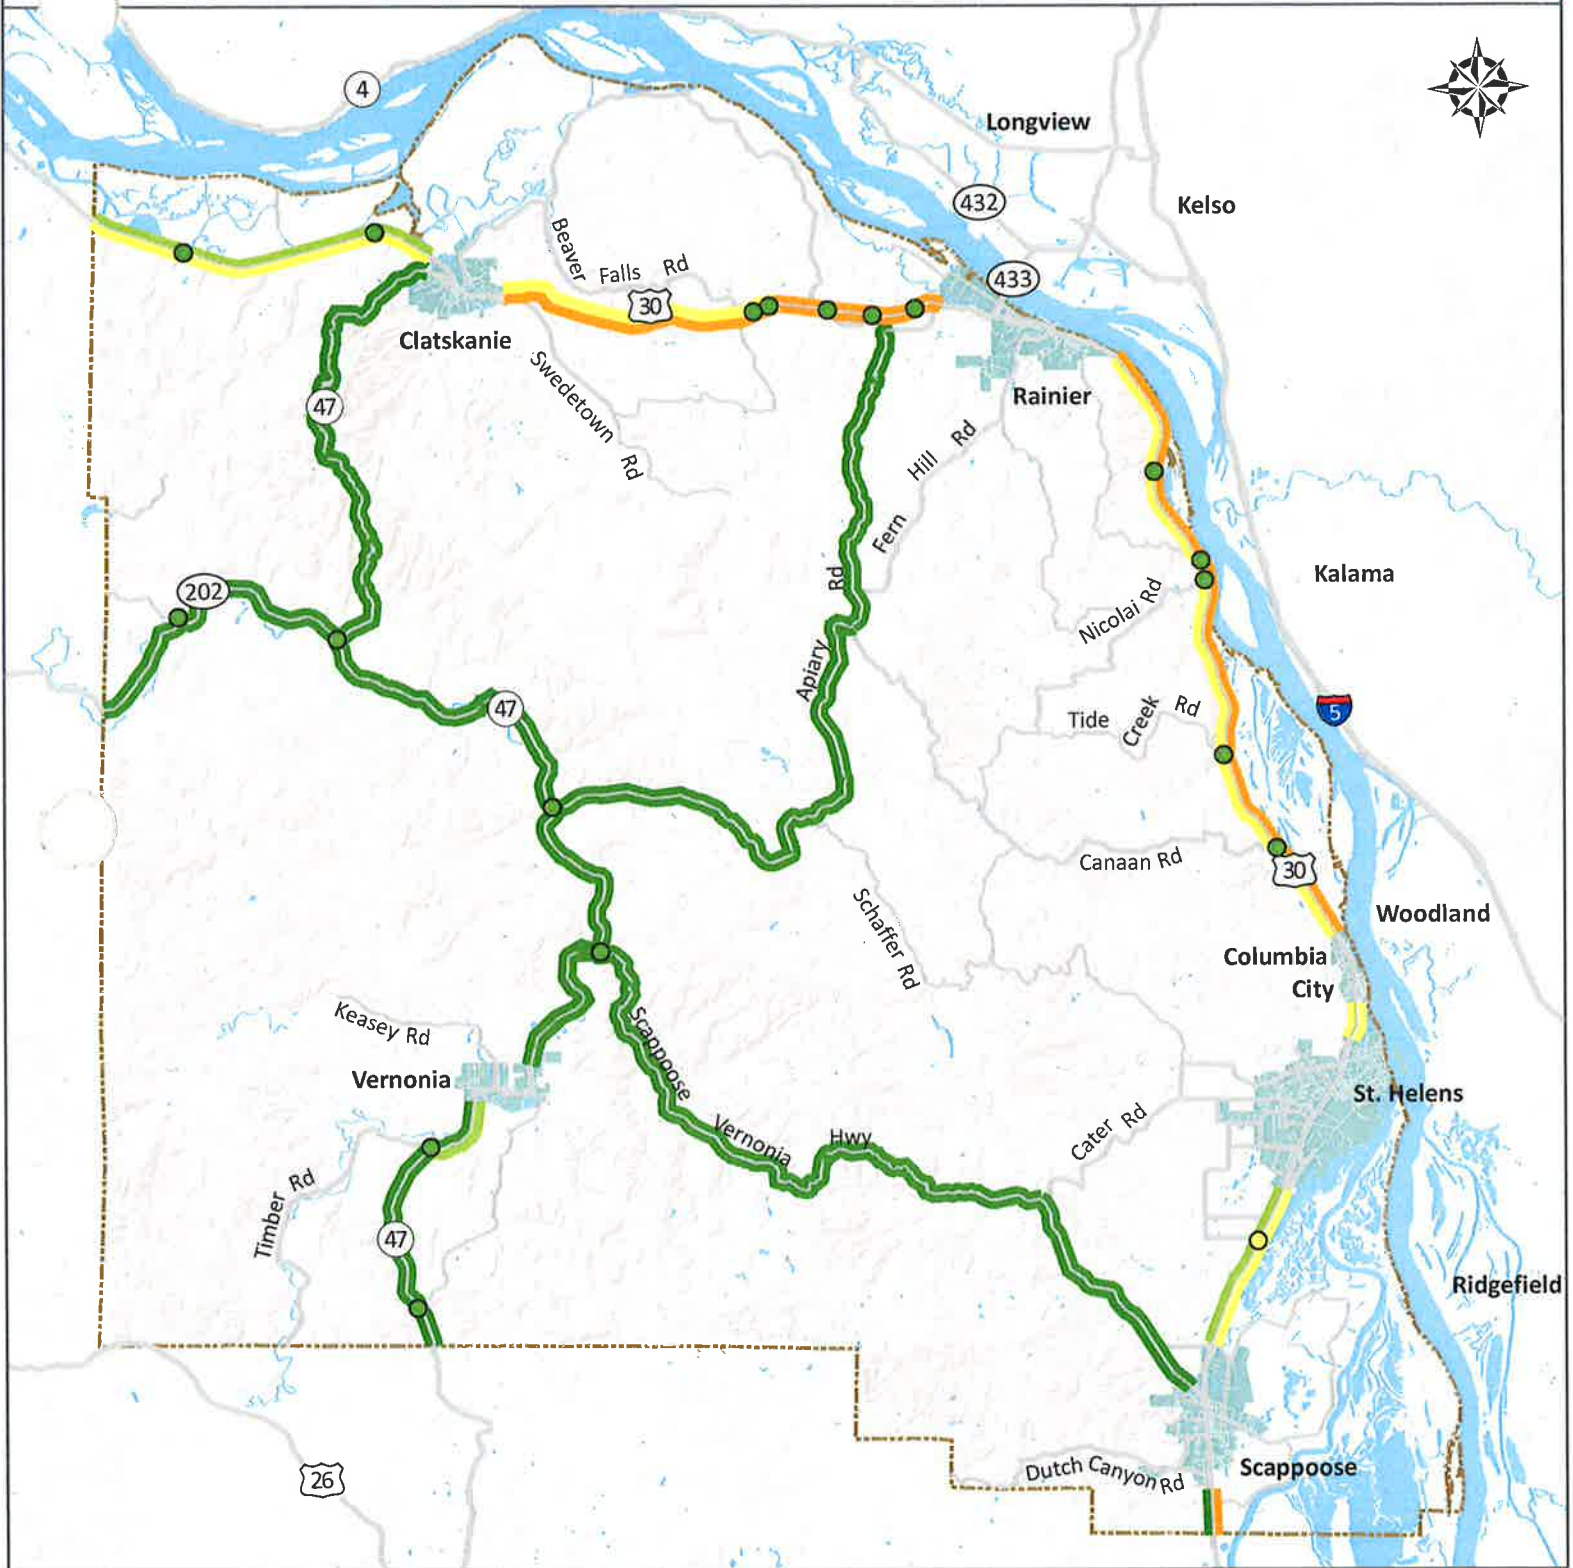 4
Longview
Kelso
432
433
Beaver
Falls Rd
30
Clatskanie
Swedetown
Rd
Rainier
47
Hill Rd
Fern
Kalama
Nicolai Rd
202
Apiary Rd
47
Tide
Creek
Rd
5
Canaan Rd
30
Schaffer Rd
Woodland
Columbia
City
Keasey Rd
Scappoose
Vernonia
St. Helens
Vernonia
Hwy
Cater Rd
Timber Rd
47
Ridgefield
Scappoose
Dutch Canyon Rd
26